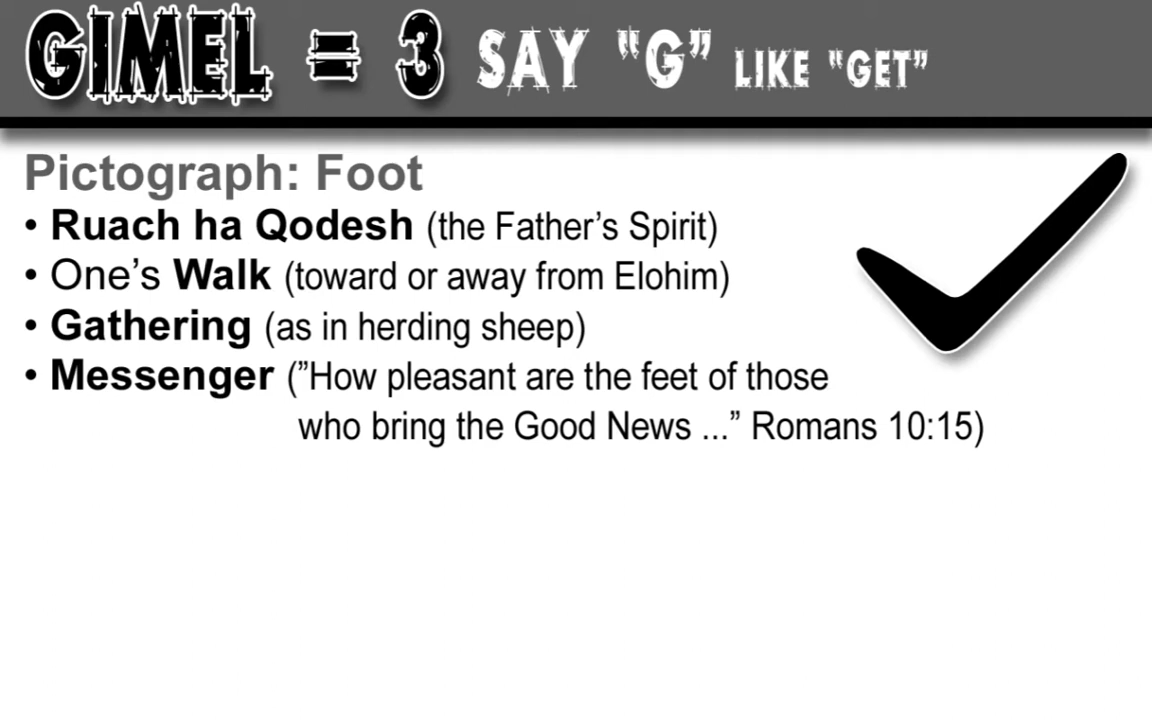 GIMEL = 3 SAY "G" LIKE "GET"
Pictograph: Foot
• Ruach ha Qodesh (the Father’s Spirit)
• One’s Walk (toward or away from Elohim)
• Gathering (as in herding sheep)
• Messenger (”How pleasant are the feet of those
who bring the Good News ...” Romans 10:15)